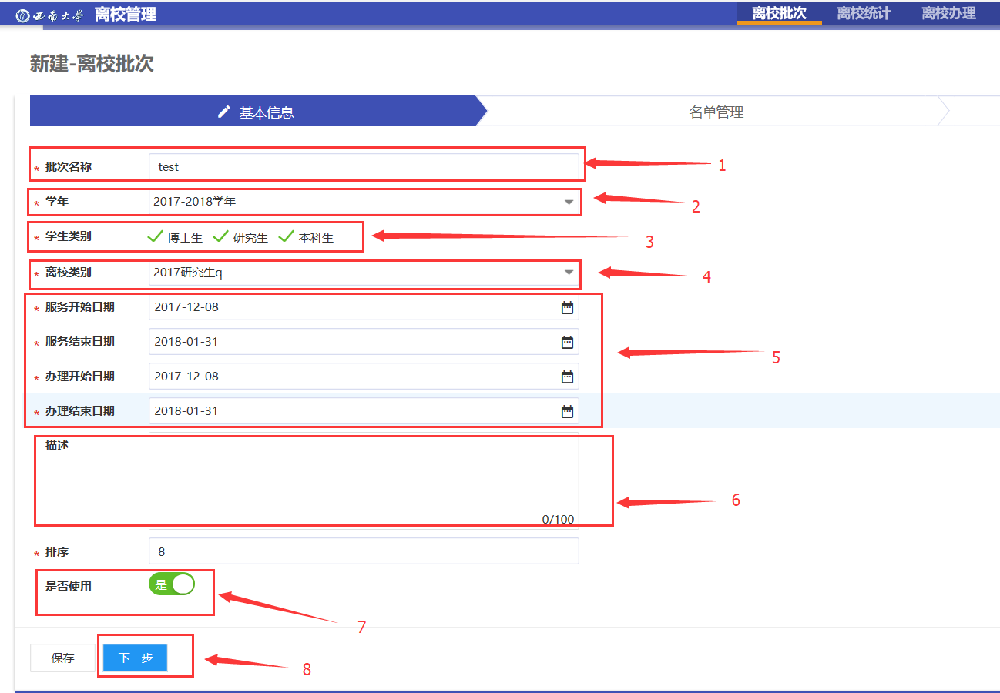 西南大学 离校管理 离校批次 离校统计 离校办理
新建-离校批次
基本信息 名单管理
* 批次名称 test 1
* 学年 2017-2018学年 2
* 学生类别 博士生 研究生 本科生 3
* 离校类别 2017研究生q 4
* 服务开始日期 2017-12-08
* 服务结束日期 2018-01-31 5
* 办理开始日期 2017-12-08
* 办理结束日期 2018-01-31
描述
6
0/100
* 排序 8
是否使用 是
7
保存 下一步 8